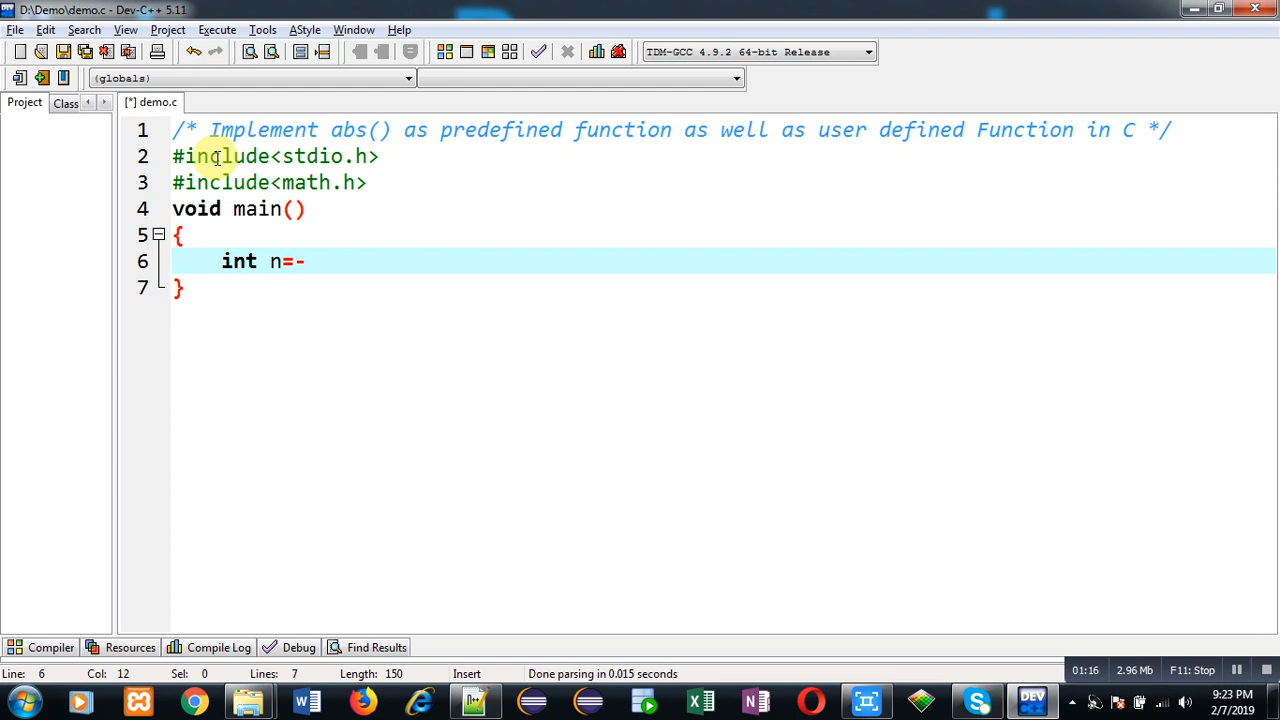 D:\Demo\demo.c - Dev-C++ 5.11
File Edit Search View Project Execute Tools AStyle Window Help
TDM-GCC 4.9.2 64-bit Release
(globals)
Project Class [*] demo.c
1 /* Implement abs() as predefined function as well as user defined Function in C */
2 #include<stdio.h>
3 #include<math.h>
4 void main()
5 {
6 int n=-
7 }
Compiler Resources Compile Log Debug Find Results
Line: 6 Col: 12 Sel: 0 Lines: 7 Length: 150 Insert Done parsing in 0.015 seconds
01:16 2.96 Mb F11: Stop
DEV
9:23 PM
2/7/2019